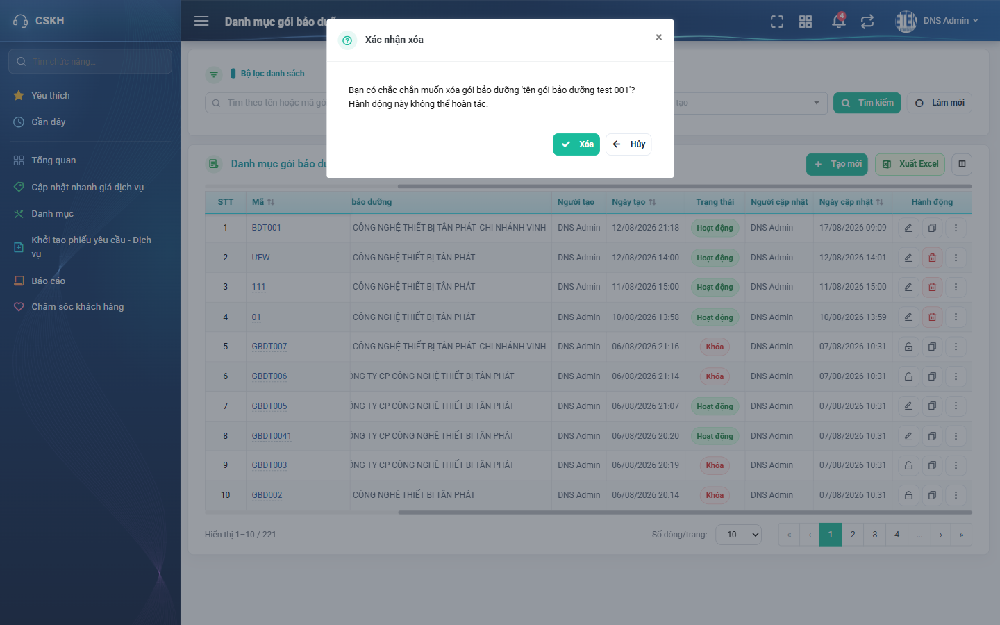 CSKH
Danh mục gói bảo
4
DNS Admin
Tìm chức năng...
Yêu thích
Gần đây
Tổng quan
Cập nhật nhanh giá dịch vụ
Danh mục
Khởi tạo phiếu yêu cầu - Dịch
vụ
Báo cáo
Chăm sóc khách hàng
Xác nhận xóa
×
Bạn có chắc chắn muốn xóa gói bảo dưỡng 'tên gói bảo dưỡng test 001'?
Hành động này không thể hoàn tác.
Xóa
Hủy
Bộ lọc danh sách
Tìm theo tên hoặc mã gó
tạo
Tìm kiếm
Làm mới
Danh mục gói bảo
Tạo mới
Xuất Excel
STT Mã bảo dưỡng Người tạo Ngày tạo Trạng thái Người cập nhật Ngày cập nhật Hành động
1 BDT001 CÔNG NGHỆ THIẾT BỊ TÂN PHÁT- CHI NHÁNH VINH DNS Admin 12/08/2026 21:18 Hoạt động DNS Admin 17/08/2026 09:09
2 ƯEW CÔNG NGHỆ THIẾT BỊ TÂN PHÁT DNS Admin 12/08/2026 14:00 Hoạt động DNS Admin 12/08/2026 14:01
3 111 CÔNG NGHỆ THIẾT BỊ TÂN PHÁT DNS Admin 11/08/2026 15:00 Hoạt động DNS Admin 11/08/2026 15:00
4 01 CÔNG NGHỆ THIẾT BỊ TÂN PHÁT DNS Admin 10/08/2026 13:58 Hoạt động DNS Admin 10/08/2026 13:59
5 GBDT007 CÔNG NGHỆ THIẾT BỊ TÂN PHÁT- CHI NHÁNH VINH DNS Admin 06/08/2026 21:16 Khóa DNS Admin 07/08/2026 10:31
6 GBDT006 ÔNG TY CP CÔNG NGHỆ THIẾT BỊ TÂN PHÁT DNS Admin 06/08/2026 21:14 Khóa DNS Admin 07/08/2026 10:31
7 GBDT005 ÔNG TY CP CÔNG NGHỆ THIẾT BỊ TÂN PHÁT DNS Admin 06/08/2026 21:07 Hoạt động DNS Admin 07/08/2026 10:31
8 GBDT0041 ÔNG TY CP CÔNG NGHỆ THIẾT BỊ TÂN PHÁT DNS Admin 06/08/2026 20:20 Hoạt động DNS Admin 07/08/2026 10:31
9 GBDT003 ÔNG TY CP CÔNG NGHỆ THIẾT BỊ TÂN PHÁT DNS Admin 06/08/2026 20:19 Khóa DNS Admin 07/08/2026 10:31
10 GBD002 CÔNG NGHỆ THIẾT BỊ TÂN PHÁT DNS Admin 06/08/2026 20:14 Khóa DNS Admin 07/08/2026 10:31
Hiển thị 1–10 / 221
Số dòng/trang: 10
« ‹ 1 2 3 4 ... › »